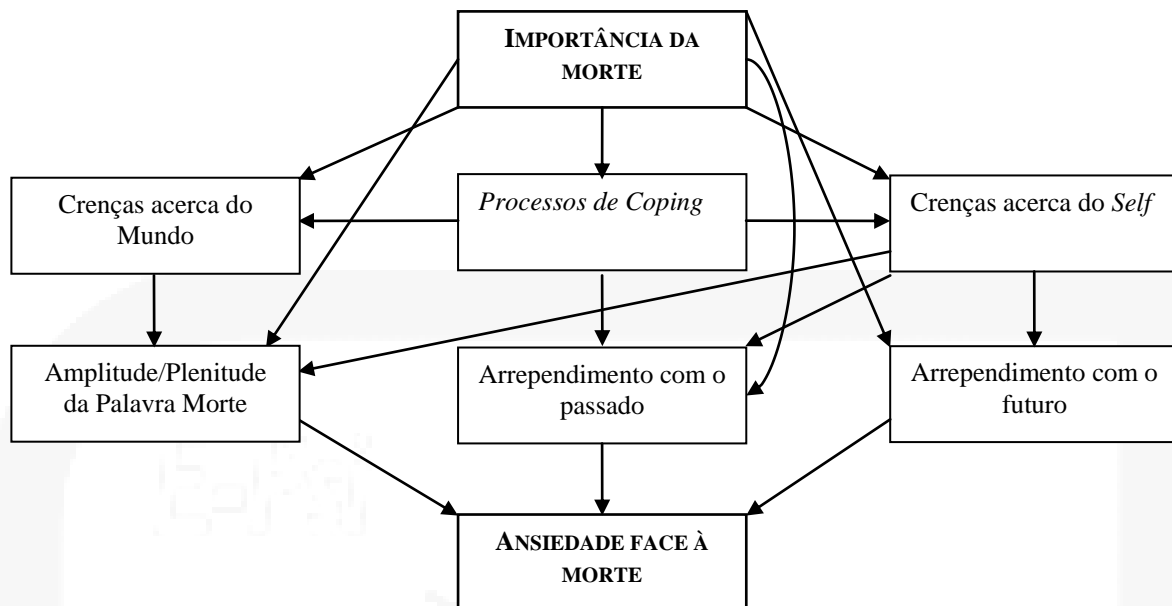 IMPORTÂNCIA DA
MORTE
Crenças acerca do
Mundo
Processos de Coping
Crenças acerca do Self
Amplitude/Plenitude
da Palavra Morte
Arrependimento com o
passado
Arrependimento com o
futuro
ANSIEDADE FACE À
MORTE